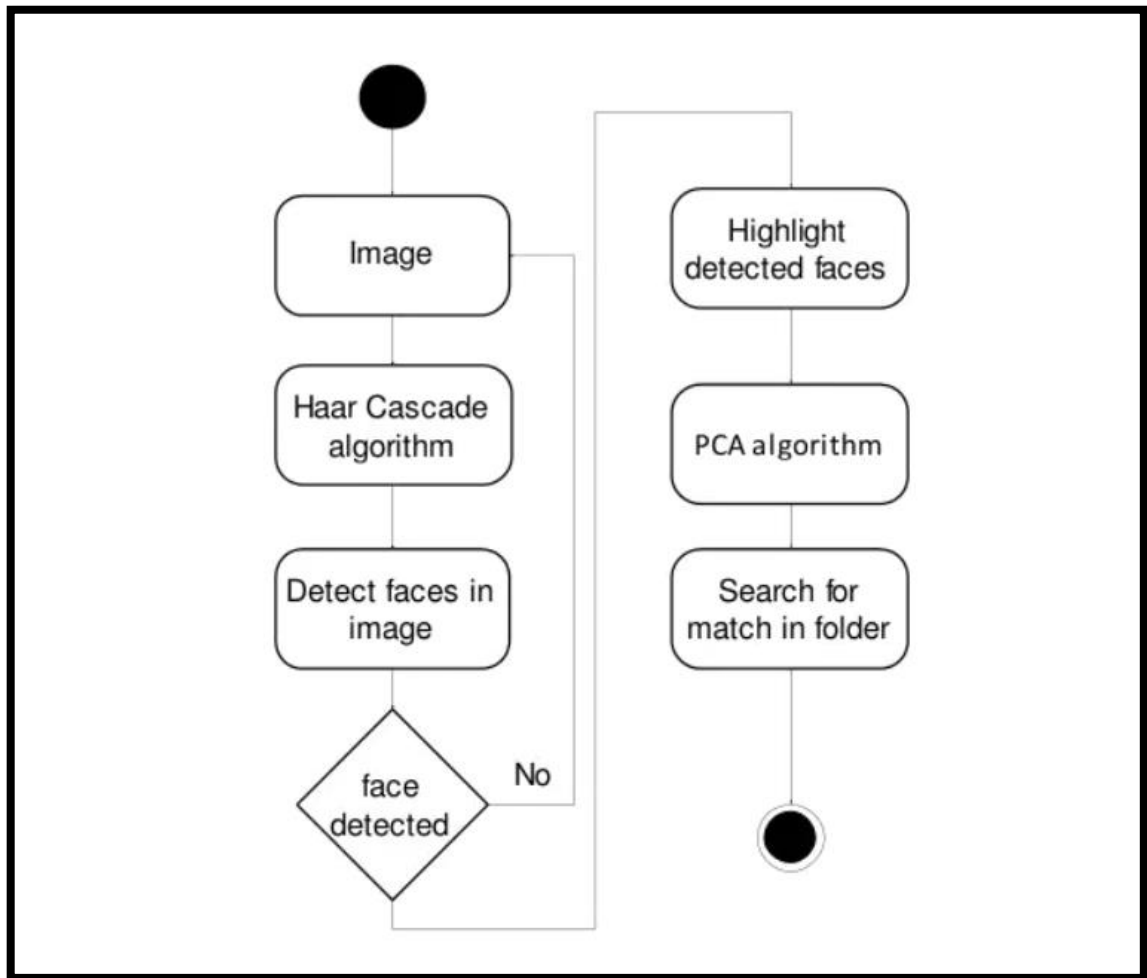 Image
Haar Cascade
algorithm
Detect faces in
image
face
detected
No
Highlight
detected faces
PCA algorithm
Search for
match in folder